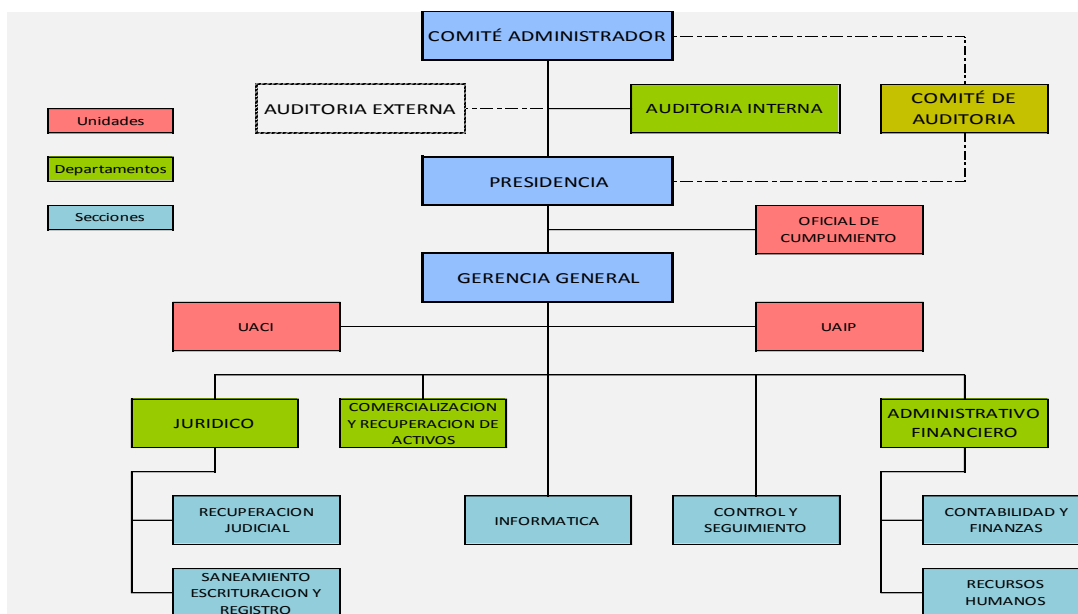 COMITÉ ADMINISTRADOR
AUDITORIA EXTERNA
AUDITORIA INTERNA
COMITÉ DE
AUDITORIA
Unidades
Departamentos
Secciones
PRESIDENCIA
OFICIAL DE
CUMPLIMIENTO
GERENCIA GENERAL
UACI
UAIP
JURIDICO
COMERCIALIZACION
Y RECUPERACION DE
ACTIVOS
ADMINISTRATIVO
FINANCIERO
RECUPERACION
JUDICIAL
INFORMATICA
CONTROL Y
SEGUIMIENTO
CONTABILIDAD Y
FINANZAS
SANEAMIENTO
ESCRITURACION Y
REGISTRO
RECURSOS
HUMANOS